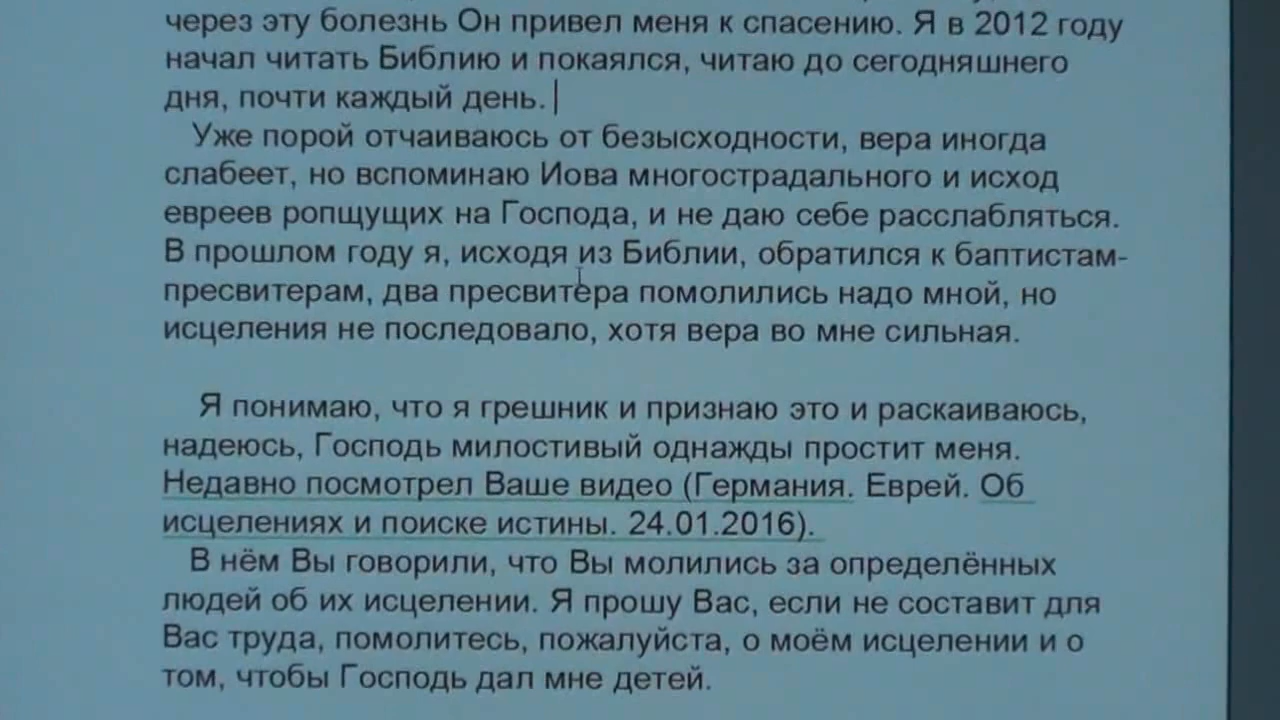 через эту болезнь Он привел меня к спасению. Я в 2012 году
начал читать Библию и покаялся, читаю до сегодняшнего
дня, почти каждый день.
Уже порой отчаиваюсь от безысходности, вера иногда
слабеет, но вспоминаю Иова многострадального и исход
евреев ропщущих на Господа, и не даю себе расслабляться.
В прошлом году я, исходя из Библии, обратился к баптистам-
пресвитерам, два пресвитера помолились надо мной, но
исцеления не последовало, хотя вера во мне сильная.
Я понимаю, что я грешник и признаю это и раскаиваюсь,
надеюсь, Господь милостивый однажды простит меня.
Недавно посмотрел Ваше видео (Германия. Еврей. Об
исцелениях и поиске истины. 24.01.2016).
В нём Вы говорили, что Вы молились за определённых
людей об их исцелении. Я прошу Вас, если не составит для
Вас труда, помолитесь, пожалуйста, о моём исцелении и о
том, чтобы Господь дал мне детей.